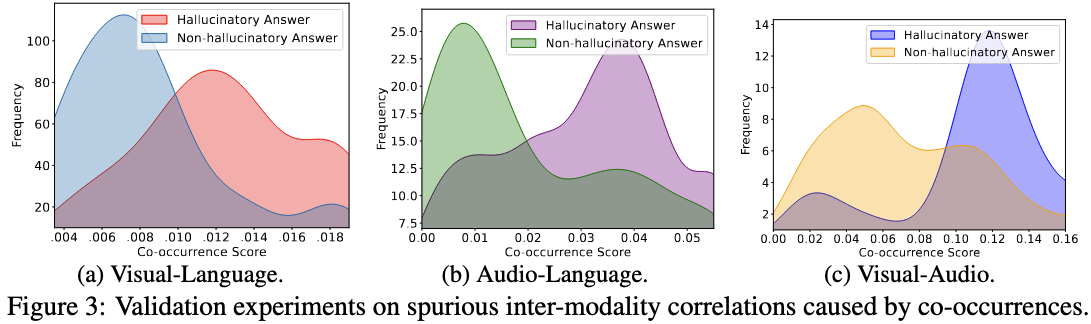 Hallucinatory Answer
Non-hallucinatory Answer
100
80
60
40
20
Frequency
.004 .006 .008 .010 .012 .014 .016 .018
Co-occurrence Score
(a) Visual-Language.
Hallucinatory Answer
Non-hallucinatory Answer
25.0
22.5
20.0
17.5
15.0
12.5
10.0
7.5
Frequency
0.00 0.01 0.02 0.03 0.04 0.05
Co-occurrence Score
(b) Audio-Language.
Hallucinatory Answer
Non-hallucinatory Answer
14
12
10
8
6
4
2
Frequency
0.00 0.02 0.04 0.06 0.08 0.10 0.12 0.14 0.16
Co-occurrence Score
(c) Visual-Audio.
Figure 3: Validation experiments on spurious inter-modality correlations caused by co-occurrences.